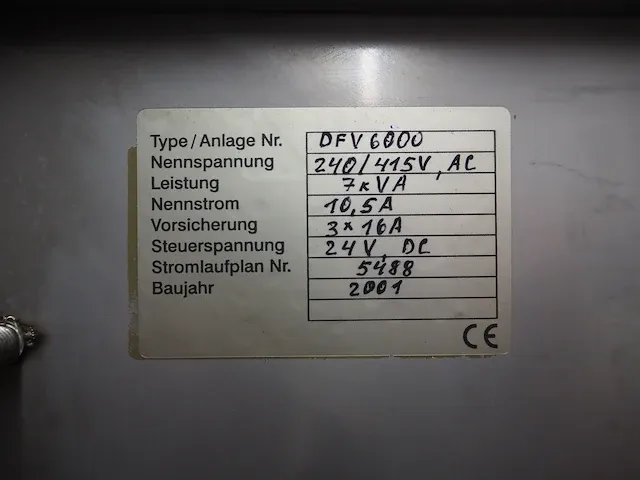 Type/Anlage Nr. DFV 6000
Nennspannung 240/415V, AC
Leistung 7KVA
Nennstrom 10,5A
Vorsicherung 3x16A
Steuerspannung 24V, DC
Stromlaufplan Nr. 5488
Baujahr 2001
CE